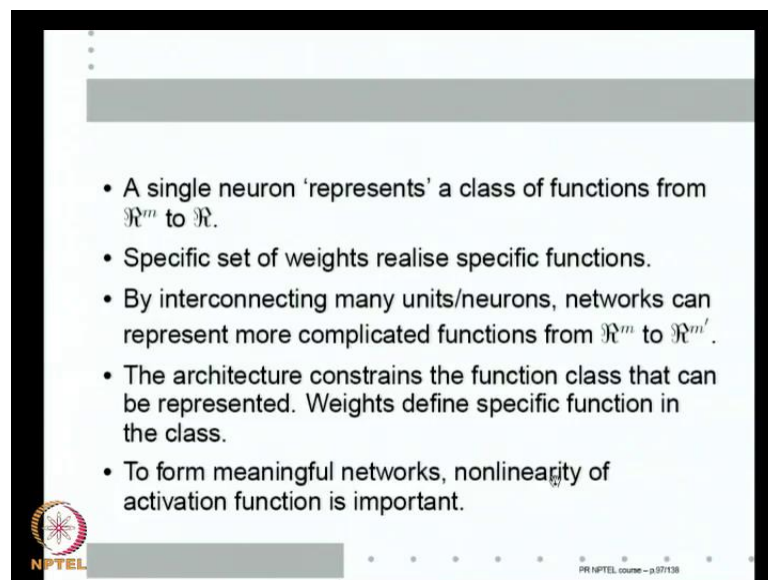 • A single neuron ‘represents’ a class of functions from
ℜᵐ to ℜ.
• Specific set of weights realise specific functions.
• By interconnecting many units/neurons, networks can
represent more complicated functions from ℜᵐ to ℜᵐ′.
• The architecture constrains the function class that can
be represented. Weights define specific function in
the class.
• To form meaningful networks, nonlinearity of
activation function is important.
NPTEL
PR NPTEL course – p.97/138